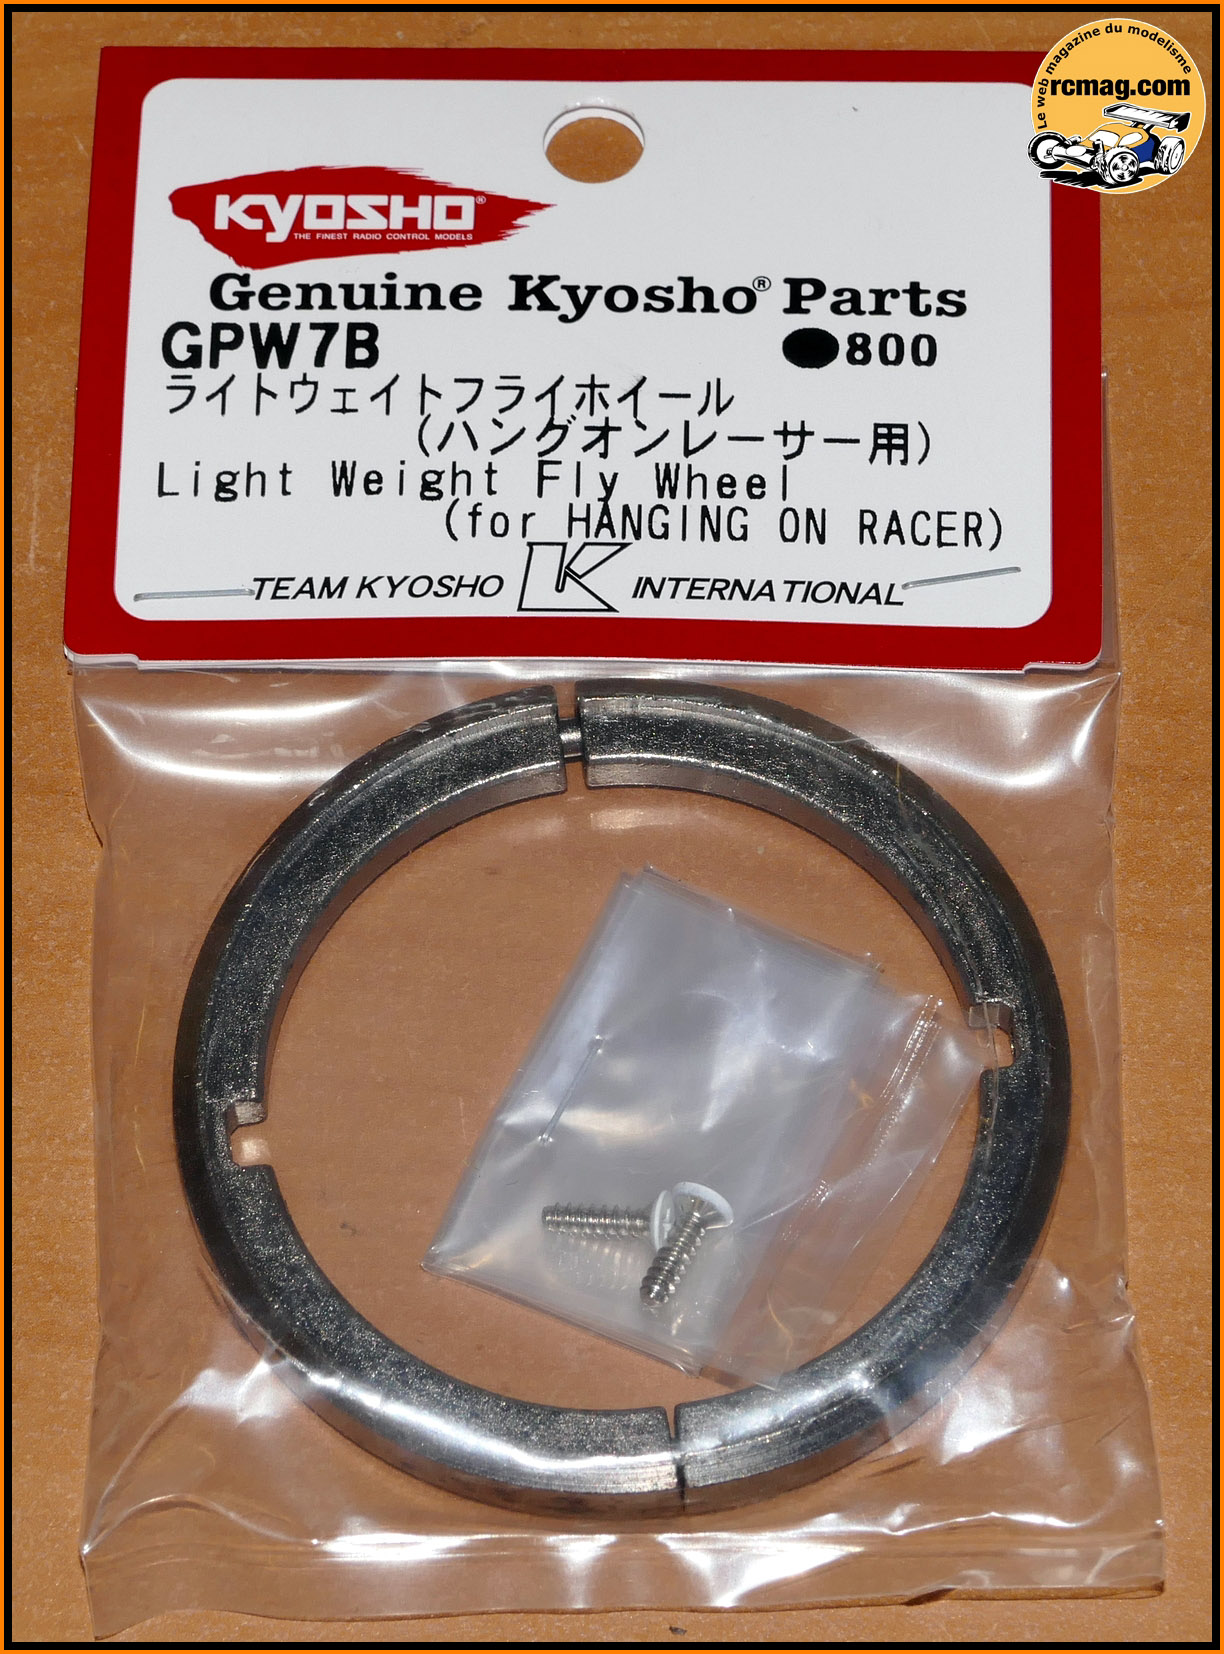 Le web magazine du modelisme
rcmag.com
KYOSHO®
THE FINEST RADIO CONTROL MODELS
Genuine Kyosho® Parts
GPW7B ●800
ライトウェイトフライホイール
(ハングオンレーサー用)
Light Weight Fly Wheel
(for HANGING ON RACER)
TEAM KYOSHO K INTERNATIONAL